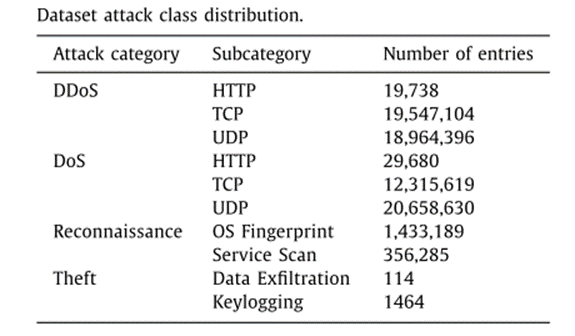 Dataset attack class distribution.
Attack category Subcategory Number of entries
DDoS HTTP 19,738
TCP 19,547,104
UDP 18,964,396
DoS HTTP 29,680
TCP 12,315,619
UDP 20,658,630
Reconnaissance OS Fingerprint 1,433,189
Service Scan 356,285
Theft Data Exfiltration 114
Keylogging 1464